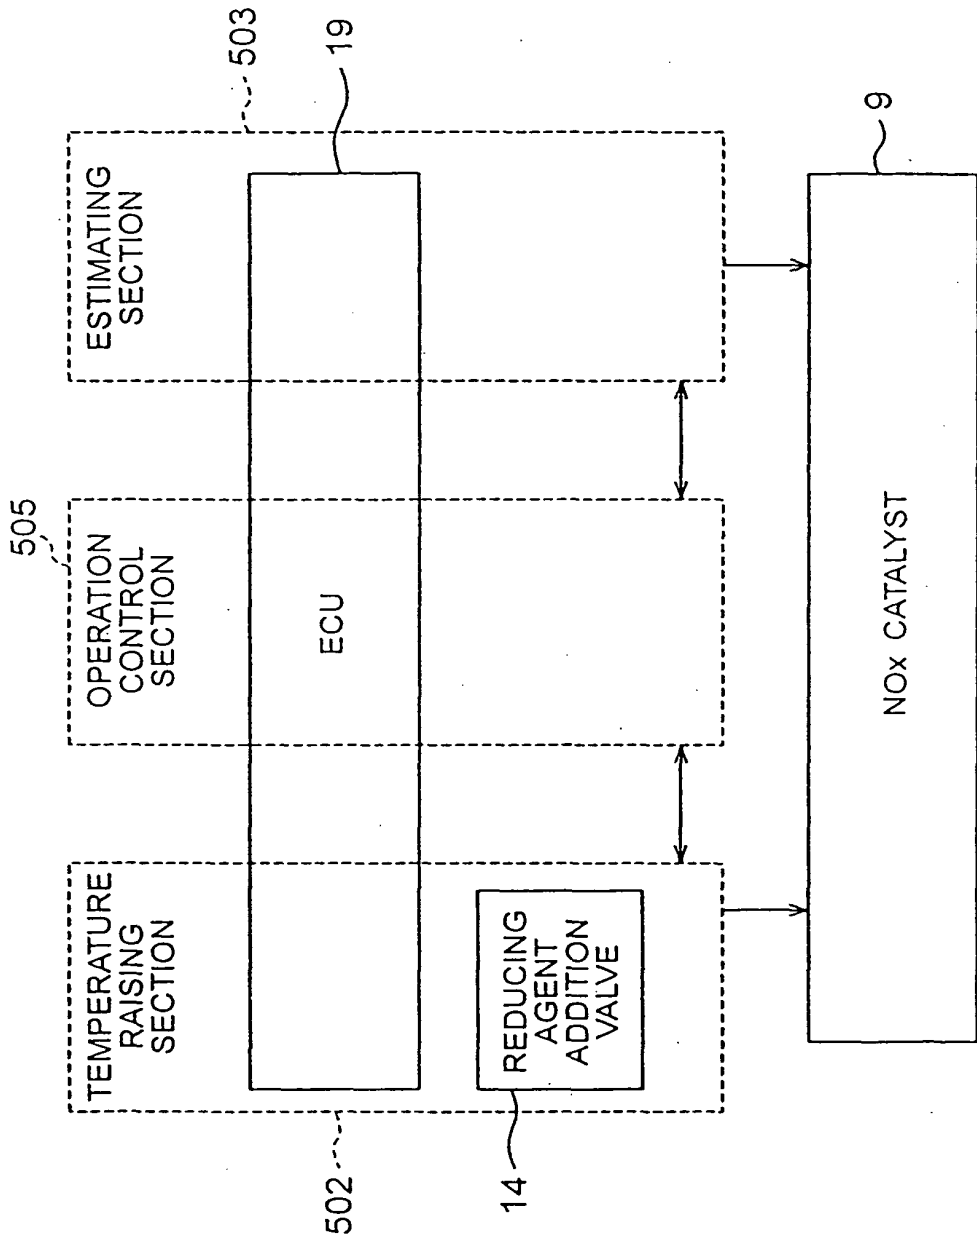 505
503
TEMPERATURE
RAISING
SECTION
OPERATION
CONTROL
SECTION
ESTIMATING
SECTION
19
ECU
502
REDUCING
AGENT
ADDITION
VALVE
14
9
NOx CATALYST